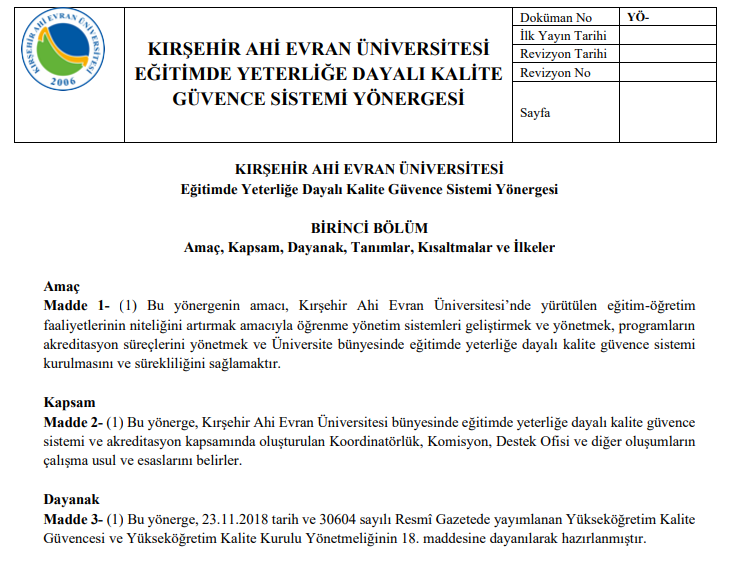 KIRŞEHİR AHİ EVRAN ÜNİVERSİTESİ
2006
KIRŞEHİR AHİ EVRAN ÜNİVERSİTESİ
EĞİTİMDE YETERLİĞE DAYALI KALİTE
GÜVENCE SİSTEMİ YÖNERGESİ
Doküman No YÖ-
İlk Yayın Tarihi
Revizyon Tarihi
Revizyon No
Sayfa
KIRŞEHİR AHİ EVRAN ÜNİVERSİTESİ
Eğitimde Yeterliğe Dayalı Kalite Güvence Sistemi Yönergesi
BİRİNCİ BÖLÜM
Amaç, Kapsam, Dayanak, Tanımlar, Kısaltmalar ve İlkeler
Amaç
Madde 1- (1) Bu yönergenin amacı, Kırşehir Ahi Evran Üniversitesi’nde yürütülen eğitim-öğretim
faaliyetlerinin niteliğini artırmak amacıyla öğrenme yönetim sistemleri geliştirmek ve yönetmek, programların
akreditasyon süreçlerini yönetmek ve Üniversite bünyesinde eğitimde yeterliğe dayalı kalite güvence sistemi
kurulmasını ve sürekliliğini sağlamaktır.
Kapsam
Madde 2- (1) Bu yönerge, Kırşehir Ahi Evran Üniversitesi bünyesinde eğitimde yeterliğe dayalı kalite güvence
sistemi ve akreditasyon kapsamında oluşturulan Koordinatörlük, Komisyon, Destek Ofisi ve diğer oluşumların
çalışma usul ve esaslarını belirler.
Dayanak
Madde 3- (1) Bu yönerge, 23.11.2018 tarih ve 30604 sayılı Resmî Gazetede yayımlanan Yükseköğretim Kalite
Güvencesi ve Yükseköğretim Kalite Kurulu Yönetmeliğinin 18. maddesine dayanılarak hazırlanmıştır.